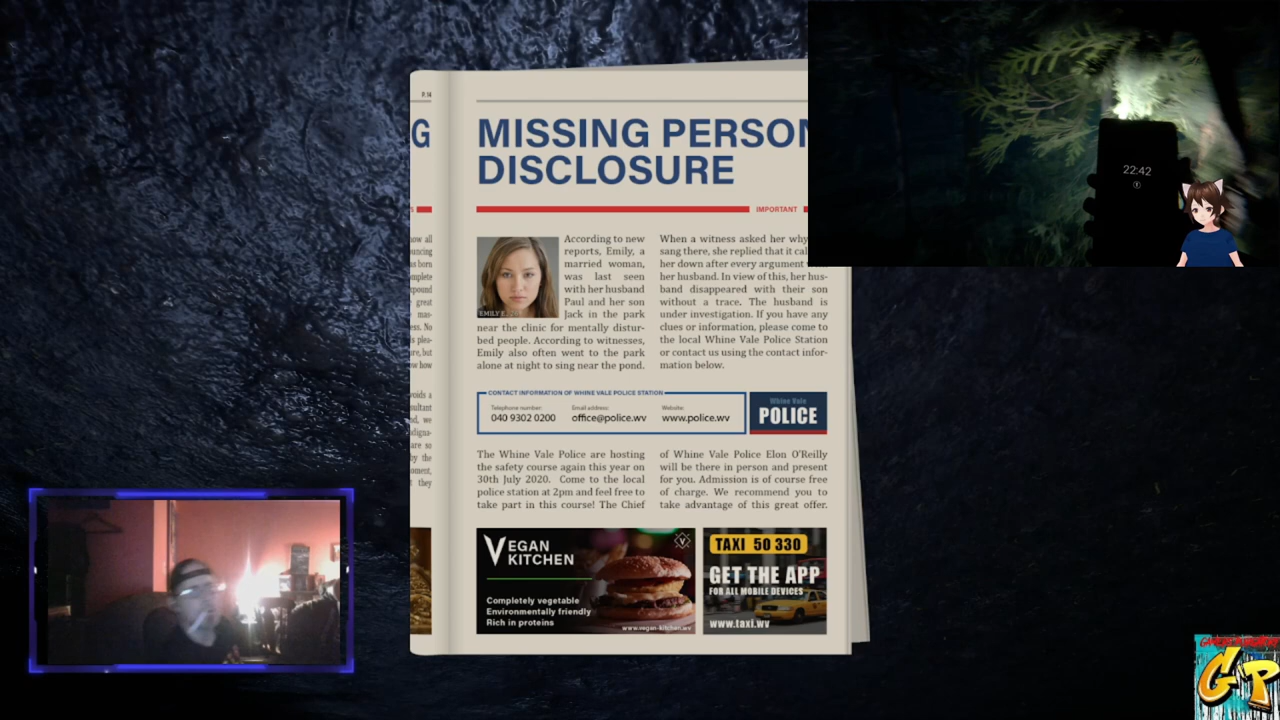 P. 14
G
MISSING PERSON
DISCLOSURE
IMPORTANT
According to new
reports, Emily, a
married woman,
was last seen
with her husband
Paul and her son
Jack in the park
near the clinic for mentally distur-
bed people. According to witnesses,
Emily also often went to the park
alone at night to sing near the pond.
EMILY
When a witness asked her why
sang there, she replied that it
her down after every argument
her husband. In view of this, her hus-
band disappeared with their son
without a trace. The husband is
under investigation. If you have any
clues or information, please come to
the local Whine Vale Police Station
or contact us using the contact infor-
mation below.
CONTACT INFORMATION OF WHINE VALE POLICE STATION
Telephone number:
040 9302 0200
Email address:
office@police.wv
Website:
www.police.wv
Whine Vale
POLICE
The Whine Vale Police are hosting
the safety course again this year on
30th July 2020. Come to the local
police station at 2pm and feel free to
take part in this course! The Chief
of Whine Vale Police Elon O'Reilly
will be there in person and present
for you. Admission is of course free
of charge. We recommend you to
take advantage of this great offer.
VEGAN
KITCHEN
Completely vegetable
Environmentally friendly
Rich in proteins
www.vegan-kitchen.wv
TAXI 50 330
GET THE APP
FOR ALL MOBILE DEVICES
www.taxi.wv
22:42
GP